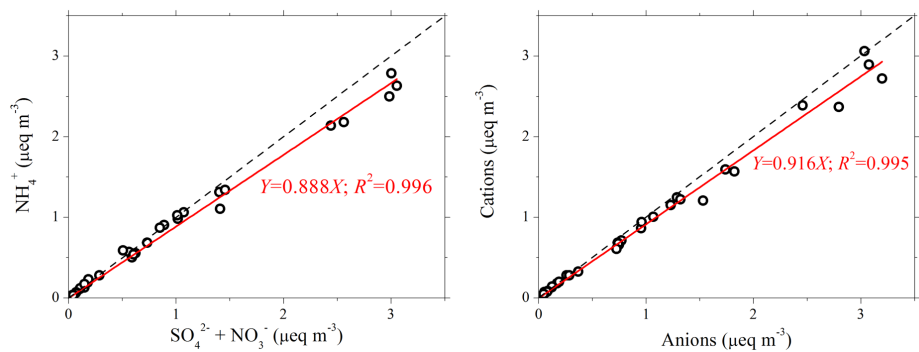 3
2
1
0
0
1
2
3
NH₄⁺ (μeq m⁻³)
SO₄²⁻ + NO₃⁻ (μeq m⁻³)
Y=0.888X; R²=0.996
3
2
1
0
0
1
2
3
Cations (μeq m⁻³)
Anions (μeq m⁻³)
Y=0.916X; R²=0.995